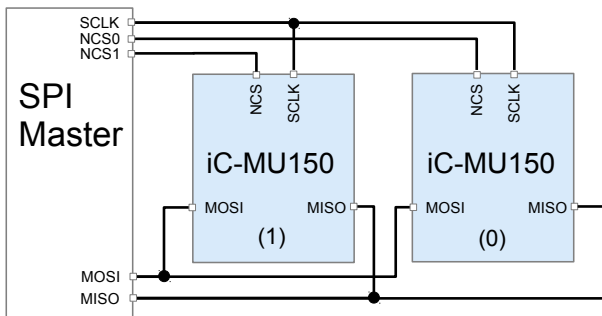 SCLK
NCS0
NCS1
SPI
Master
NCS
SCLK
iC-MU150
MOSI
MISO
(1)
NCS
SCLK
iC-MU150
MOSI
MISO
(0)
MOSI
MISO